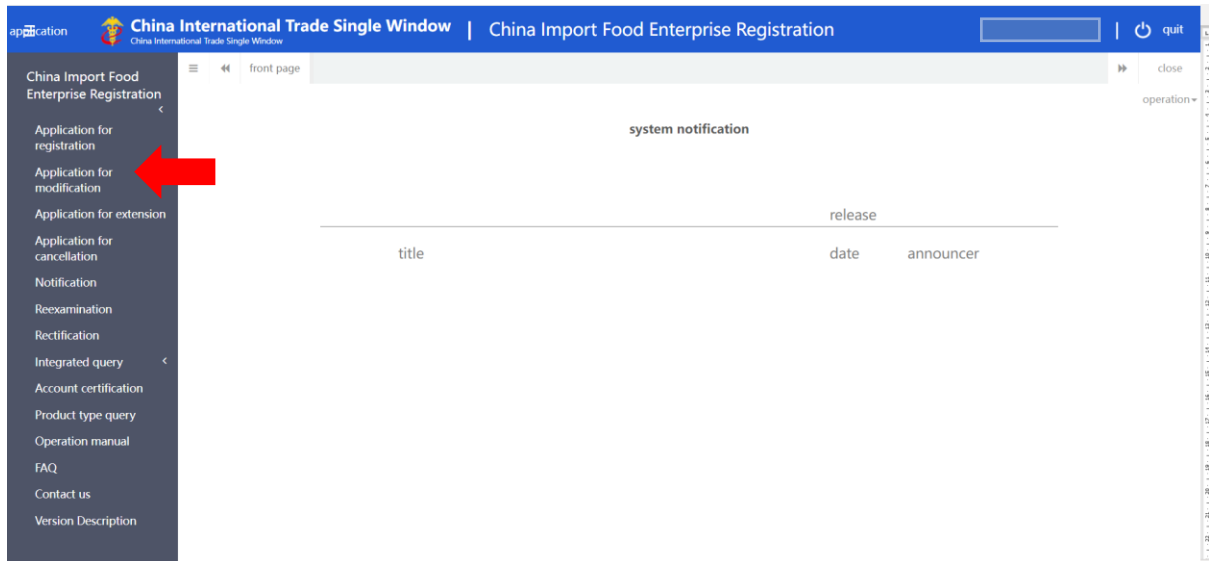 application
China International Trade Single Window | China Import Food Enterprise Registration
China International Trade Single Window
quit
front page
close
operation
China Import Food
Enterprise Registration
Application for
registration
Application for
modification
Application for extension
Application for
cancellation
Notification
Reexamination
Rectification
Integrated query
Account certification
Product type query
Operation manual
FAQ
Contact us
Version Description
system notification
release
title date announcer